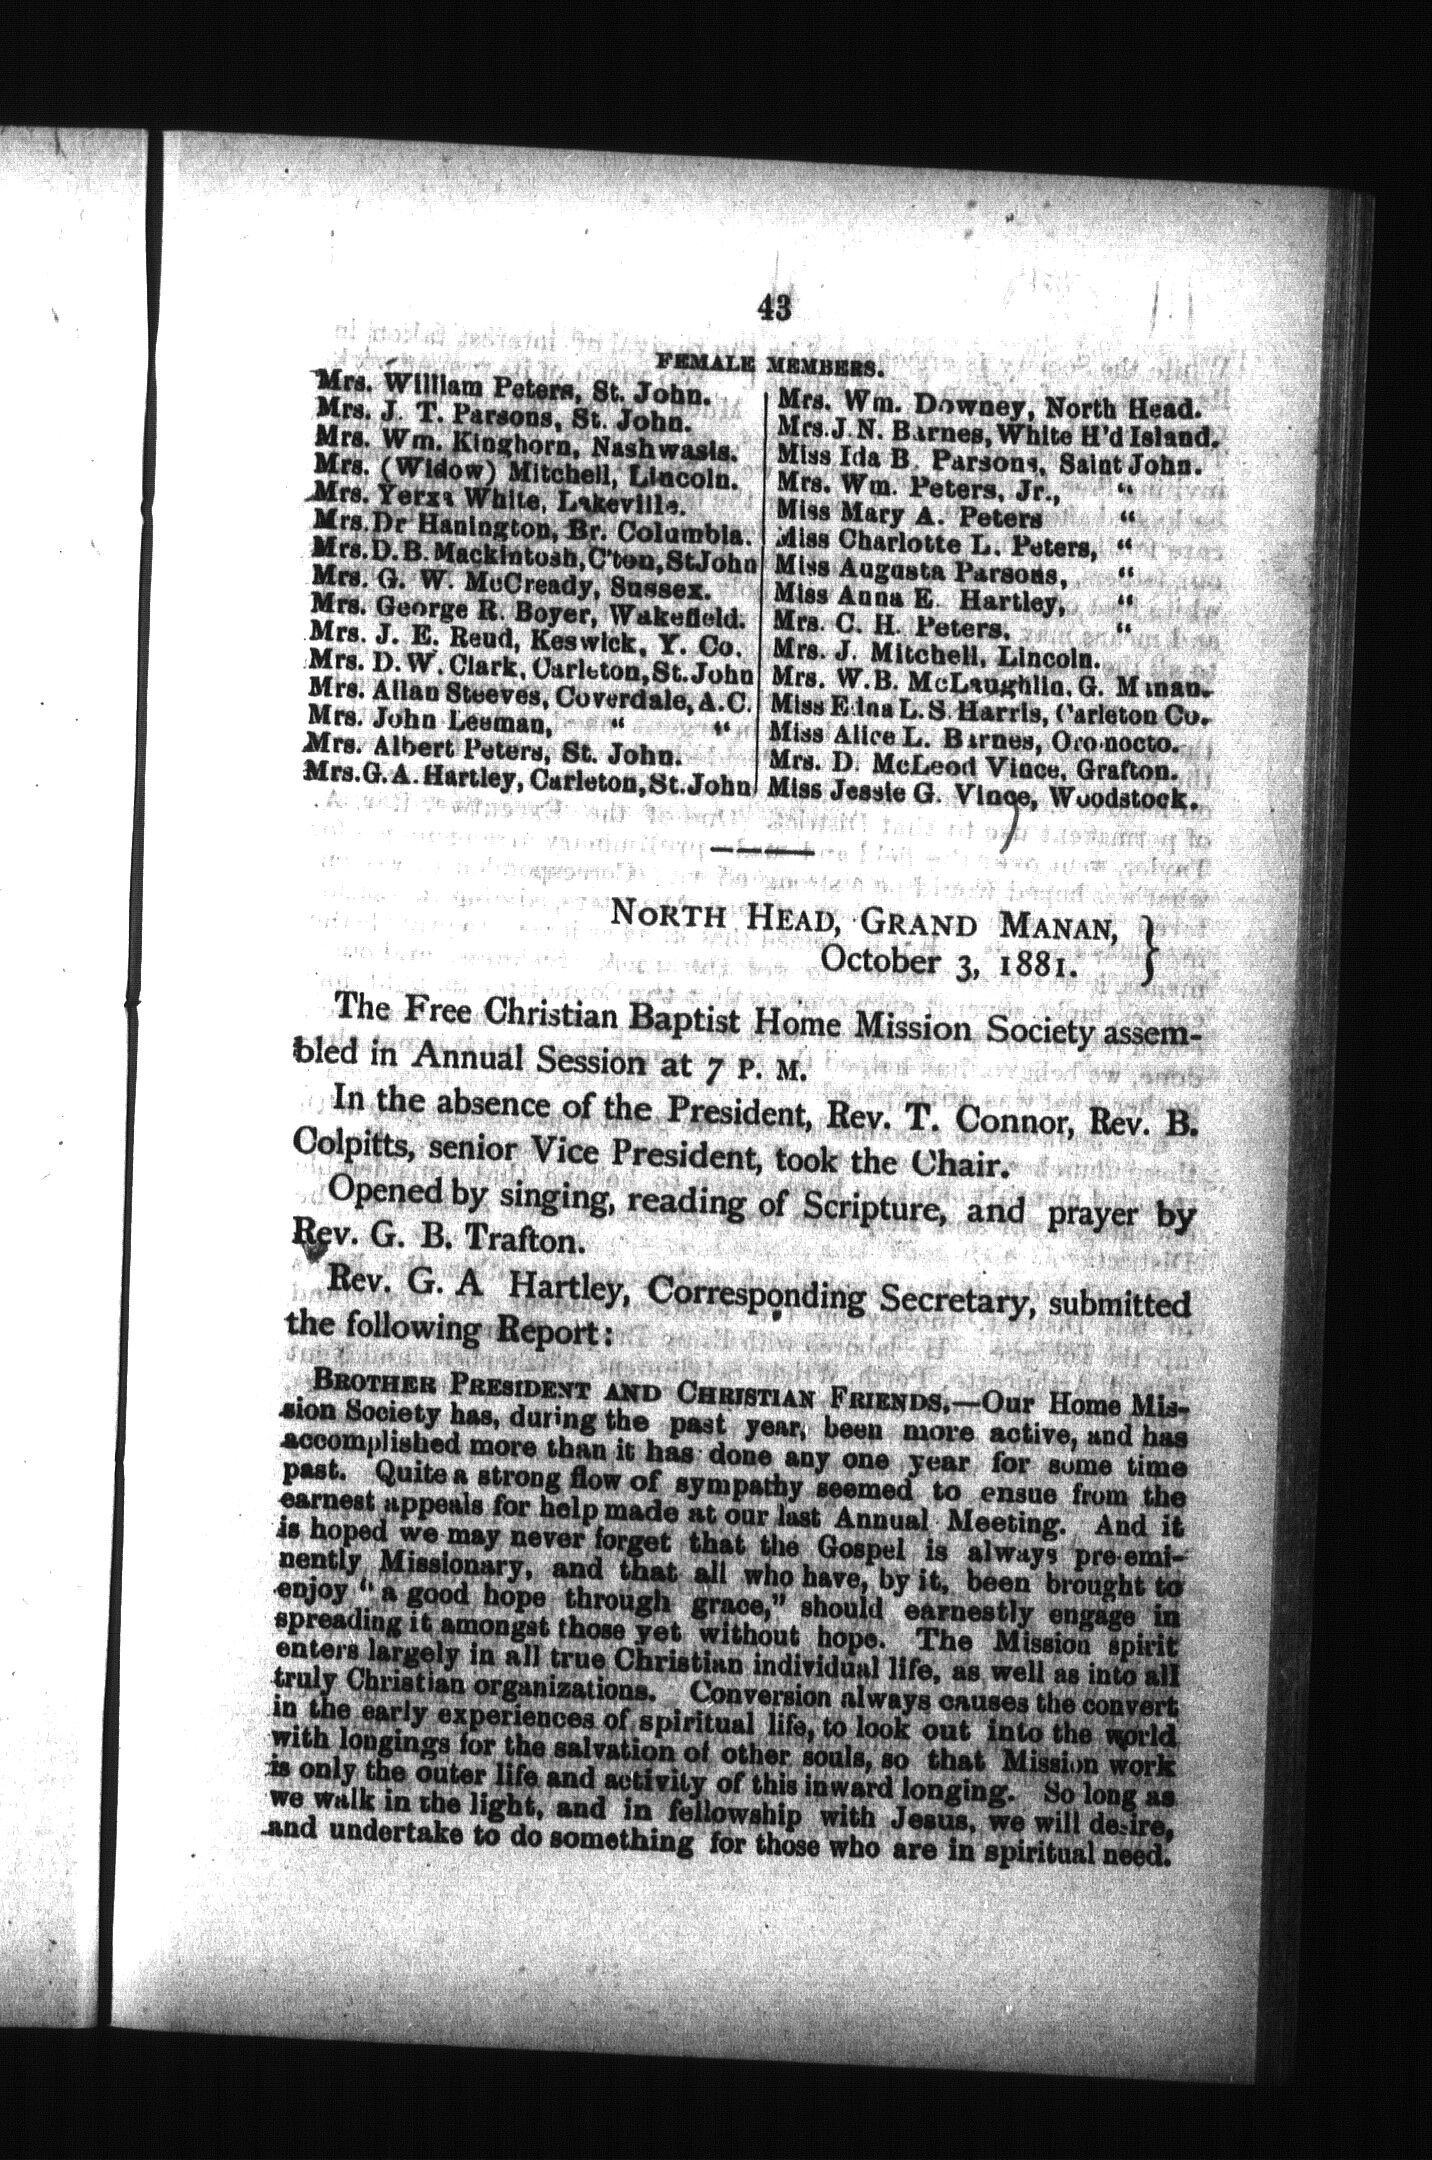 43
FEMALE MEMBERS.
Mrs. William Peters, St. John.
Mrs. J. T. Parsons, St. John.
Mrs. Wm. Kinghorn, Nashwasis.
Mrs. (Widow) Mitchell, Lincoln.
Mrs. Yerxa White, Lakeville.
Mrs. Dr Hanington, Br. Columbia.
Mrs. D. B. Mackintosh, C'ton, St John
Mrs. G. W. McCready, Sussex.
Mrs. George R. Boyer, Wakefield.
Mrs. J. E. Reud, Keswick, Y. Co.
Mrs. D. W. Clark, Carleton, St. John
Mrs. Allan Steeves, Coverdale, A. C.
Mrs. John Leeman, " "
Mrs. Albert Peters, St. John.
Mrs. G. A. Hartley, Carleton, St. John
Mrs. Wm. Downey, North Head.
Mrs. J. N. Barnes, White H'd Island.
Miss Ida B. Parsons, Saint John.
Mrs. Wm. Peters, Jr., "
Miss Mary A. Peters "
Miss Charlotte L. Peters, "
Miss Augusta Parsons, "
Miss Anna E. Hartley, "
Mrs. C. H. Peters. "
Mrs. J. Mitchell, Lincoln.
Mrs. W. B. McLaughlin. G. Manan.
Miss Edna L. S. Harris, Carleton Co.
Miss Alice L. Barnes, Oromocto.
Mrs. D. McLeod Vince, Grafton.
Miss Jessie G. Vince, Woodstock.
NORTH HEAD, GRAND MANAN, }
October 3, 1881.
The Free Christian Baptist Home Mission Society assem-
bled in Annual Session at 7 P. M.
In the absence of the President, Rev. T. Connor, Rev. B.
Colpitts, senior Vice President, took the Chair.
Opened by singing, reading of Scripture, and prayer by
Rev. G. B. Trafton.
Rev. G. A Hartley, Corresponding Secretary, submitted
the following Report:
BROTHER PRESIDENT AND CHRISTIAN FRIENDS.—Our Home Mis-
sion Society has, during the past year, been more active, and has
accomplished more than it has done any one year for some time
past. Quite a strong flow of sympathy seemed to ensue from the
earnest appeals for help made at our last Annual Meeting. And it
is hoped we may never forget that the Gospel is always pre-emi-
nently Missionary, and that all who have, by it, been brought to
enjoy "a good hope through grace," should earnestly engage in
spreading it amongst those yet without hope. The Mission spirit
enters largely in all true Christian individual life, as well as into all
truly Christian organizations. Conversion always causes the convert
in the early experiences of spiritual life, to look out into the world
with longings for the salvation of other souls, so that Mission work
is only the outer life and activity of this inward longing. So long as
we walk in the light, and in fellowship with Jesus, we will desire,
and undertake to do something for those who are in spiritual need.